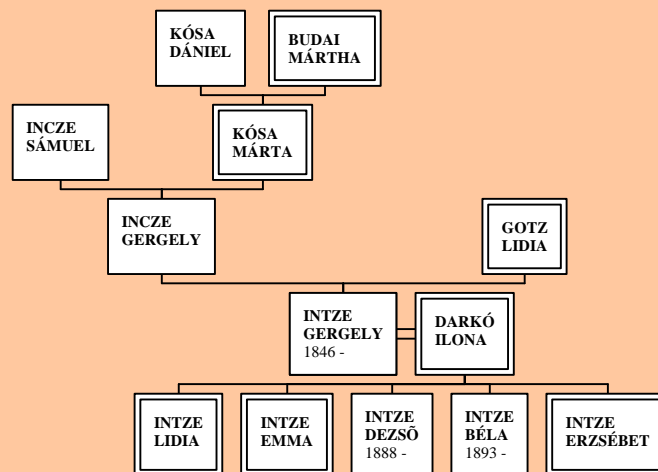 KÓSA
DÁNIEL
BUDAI
MÁRTHA
INCZE
SÁMUEL
KÓSA
MÁRTA
INCZE
GERGELY
GOTZ
LIDIA
INTZE
GERGELY
1846 -
DARKÓ
ILONA
INTZE
LIDIA
INTZE
EMMA
INTZE
DEZSÕ
1888 -
INTZE
BÉLA
1893 -
INTZE
ERZSÉBET